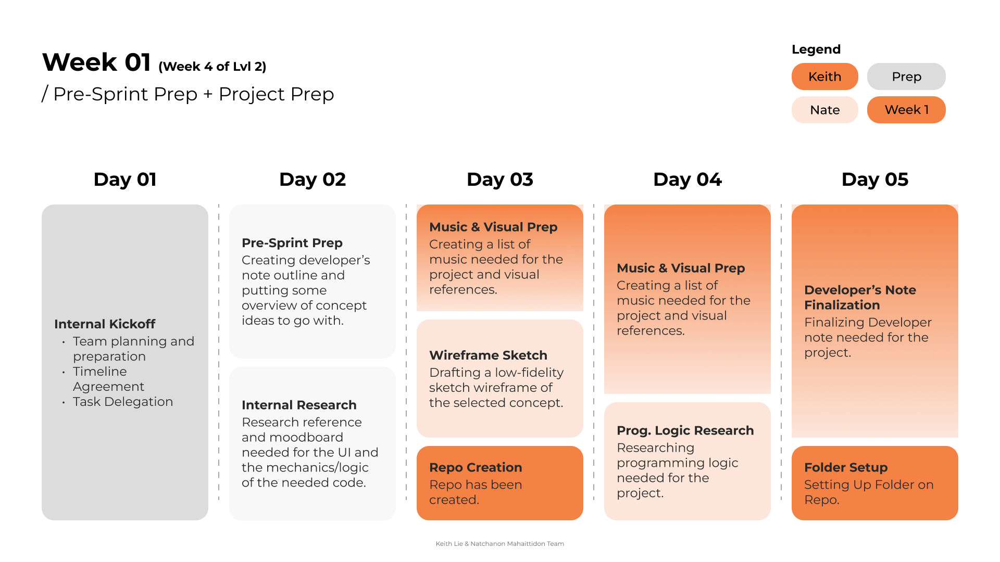 Week 01 (Week 4 of Lvl 2)
/ Pre-Sprint Prep + Project Prep
Legend
Keith
Prep
Nate
Week 1
Day 01
Day 02
Day 03
Day 04
Day 05
Internal Kickoff
• Team planning and
preparation
• Timeline
Agreement
• Task Delegation
Pre-Sprint Prep
Creating developer’s
note outline and
putting some
overview of concept
ideas to go with.
Internal Research
Research reference
and moodboard
needed for the UI and
the mechanics/logic
of the needed code.
Music & Visual Prep
Creating a list of
music needed for the
project and visual
references.
Wireframe Sketch
Drafting a low-fidelity
sketch wireframe of
the selected concept.
Repo Creation
Repo has been
created.
Music & Visual Prep
Creating a list of
music needed for the
project and visual
references.
Prog. Logic Research
Researching
programming logic
needed for the
project.
Developer’s Note
Finalization
Finalizing Developer
note needed for the
project.
Folder Setup
Setting Up Folder on
Repo.
Keith Lie & Natchanon Mahaittidon Team